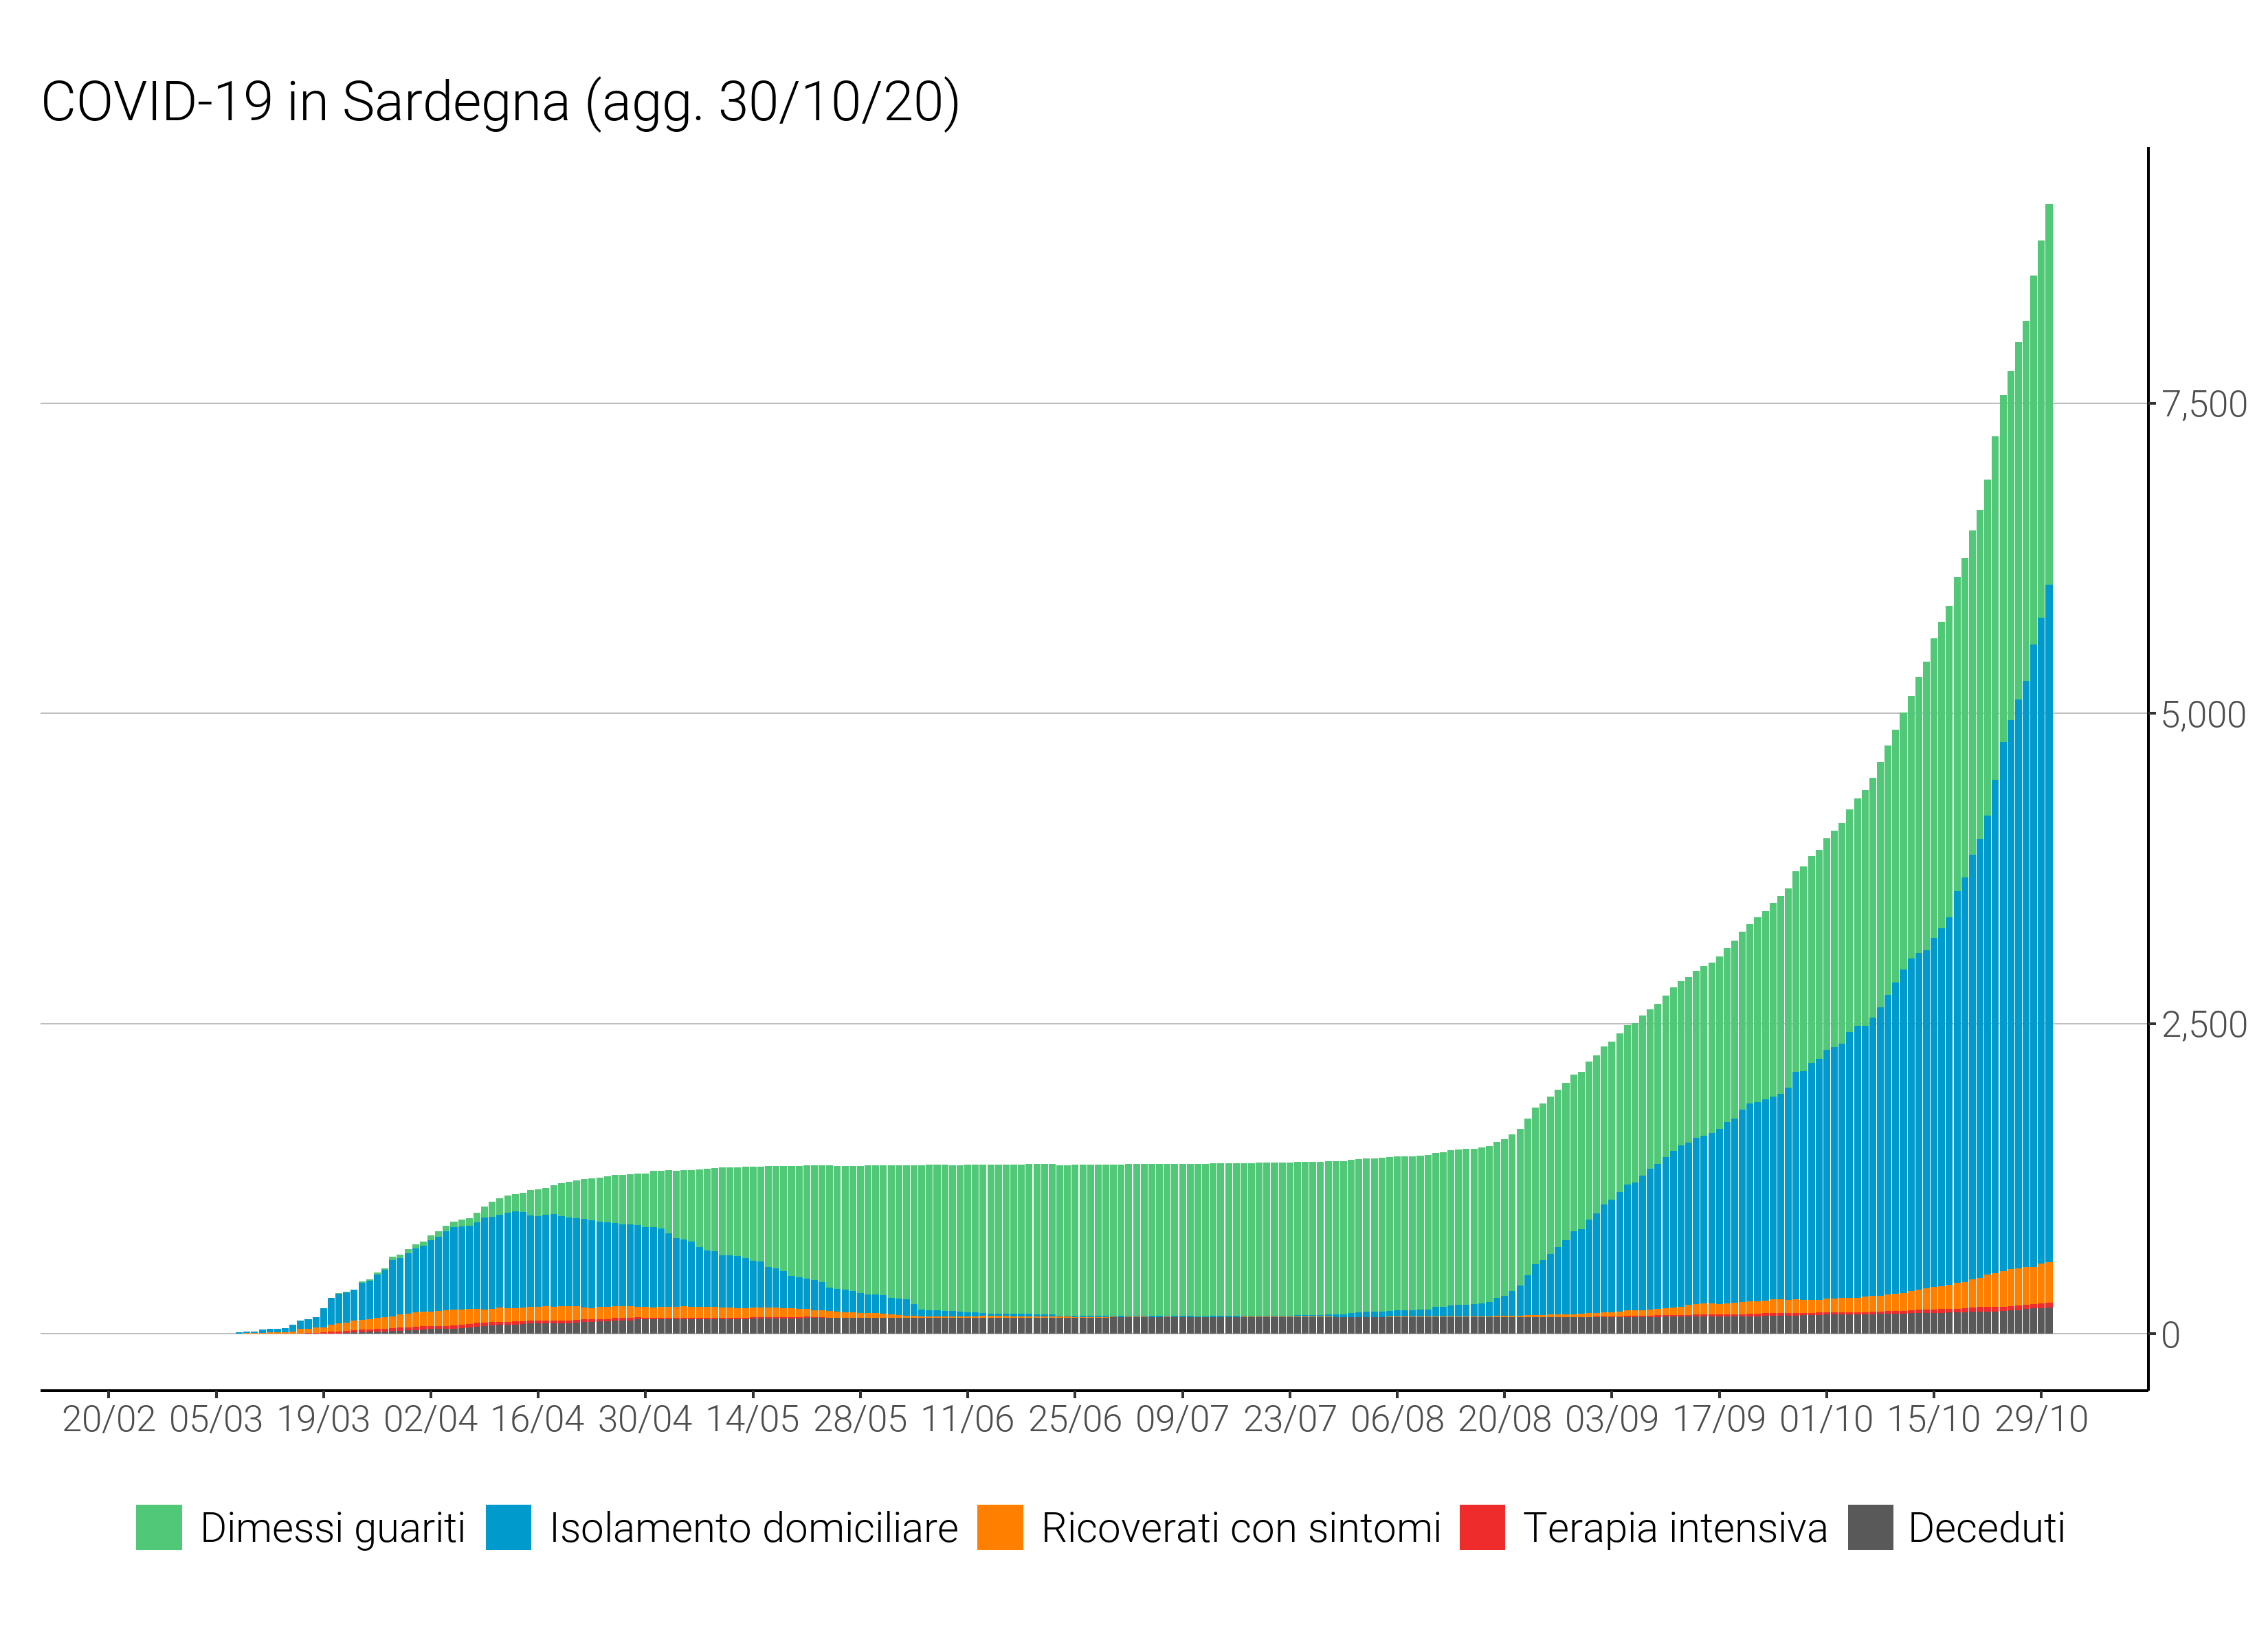 COVID-19 in Sardegna (agg. 30/10/20)
7,500
5,000
2,500
0
20/02 05/03 19/03 02/04 16/04 30/04 14/05 28/05 11/06 25/06 09/07 23/07 06/08 20/08 03/09 17/09 01/10 15/10 29/10
Dimessi guariti Isolamento domiciliare Ricoverati con sintomi Terapia intensiva Deceduti